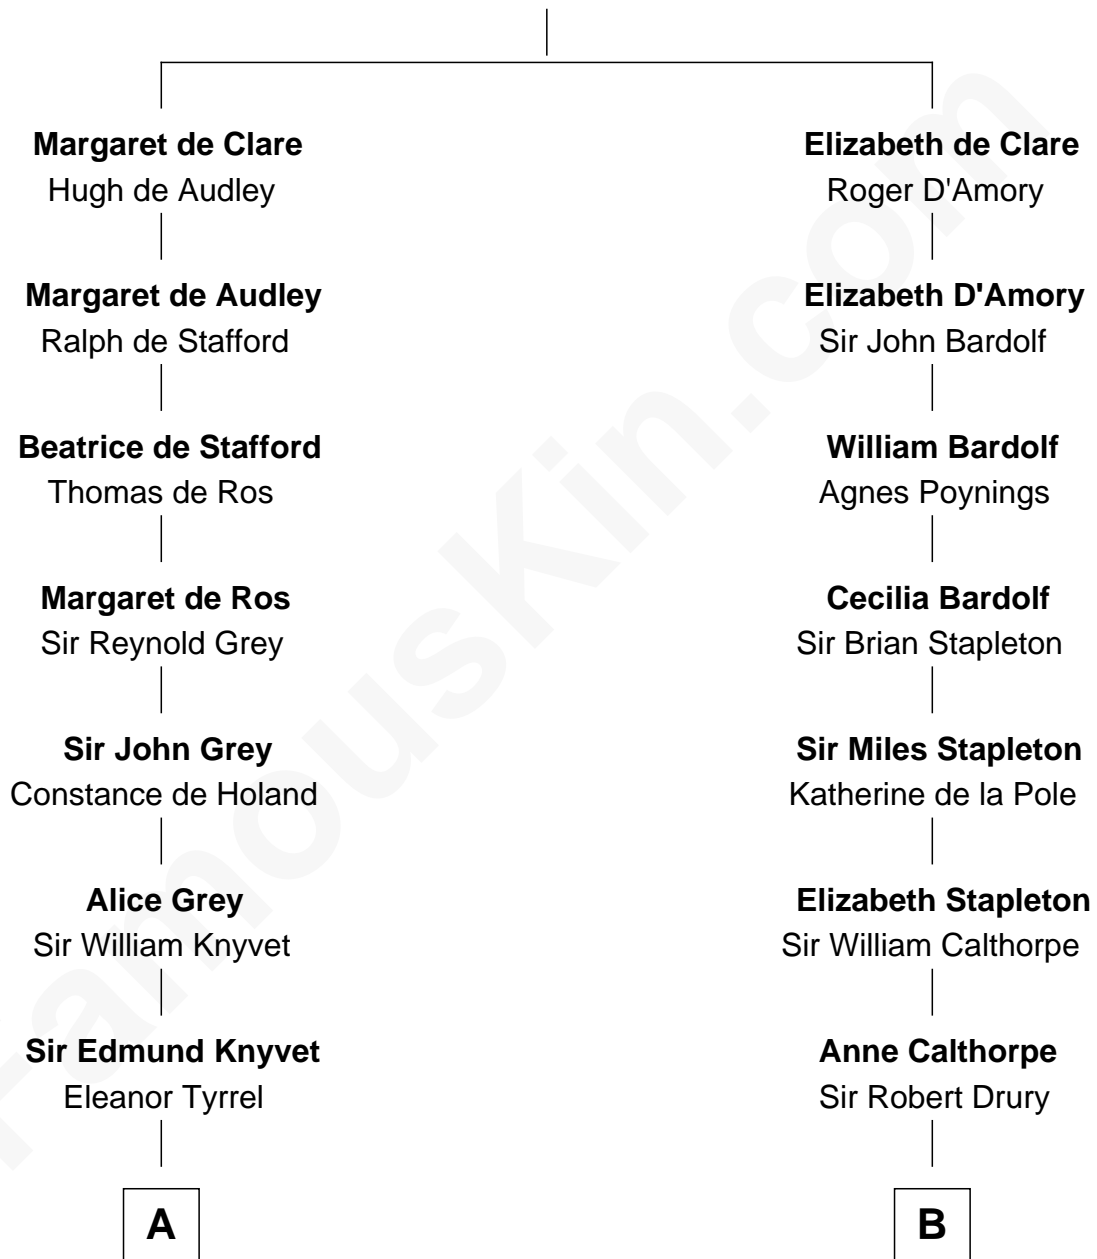 Margaret de Clare
Hugh de Audley
Margaret de Audley
Ralph de Stafford
Beatrice de Stafford
Thomas de Ros
Margaret de Ros
Sir Reynold Grey
Sir John Grey
Constance de Holand
Alice Grey
Sir William Knyvet
Sir Edmund Knyvet
Eleanor Tyrrel
A
Elizabeth de Clare
Roger D'Amory
Elizabeth D'Amory
Sir John Bardolf
William Bardolf
Agnes Poynings
Cecilia Bardolf
Sir Brian Stapleton
Sir Miles Stapleton
Katherine de la Pole
Elizabeth Stapleton
Sir William Calthorpe
Anne Calthorpe
Sir Robert Drury
B
FamousKin.com